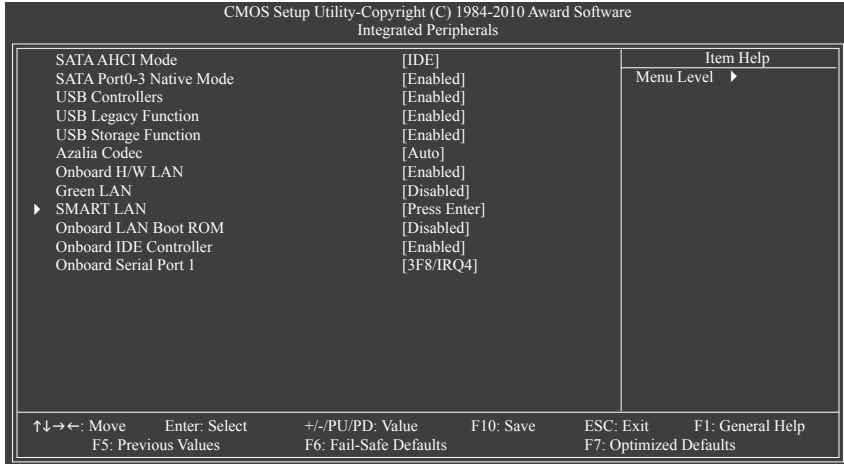 CMOS Setup Utility-Copyright (C) 1984-2010 Award Software
Integrated Peripherals
SATA AHCI Mode [IDE]
SATA Port0-3 Native Mode [Enabled]
USB Controllers [Enabled]
USB Legacy Function [Enabled]
USB Storage Function [Enabled]
Azalia Codec [Auto]
Onboard H/W LAN [Enabled]
Green LAN [Disabled]
SMART LAN [Press Enter]
Onboard LAN Boot ROM [Disabled]
Onboard IDE Controller [Enabled]
Onboard Serial Port 1 [3F8/IRQ4]
Item Help
Menu Level
↑↓→←: Move Enter: Select +/-/PU/PD: Value F10: Save ESC: Exit F1: General Help
F5: Previous Values F6: Fail-Safe Defaults F7: Optimized Defaults